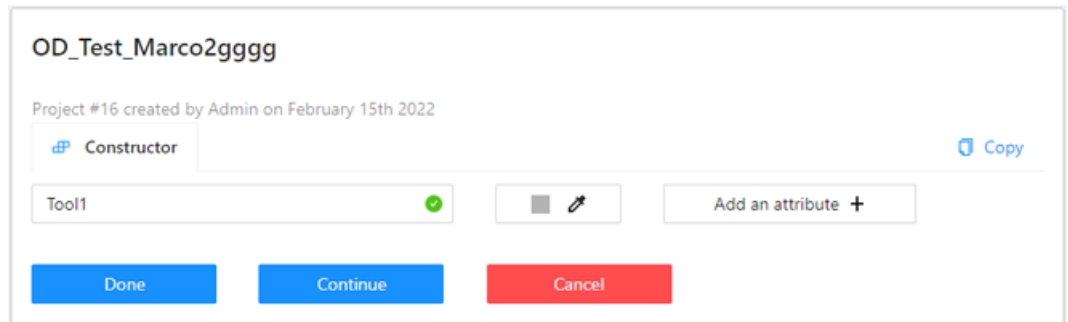 OD_Test_Marco2gggg
Project #16 created by Admin on February 15th 2022
Constructor
Copy
Tool1
Add an attribute +
Done
Continue
Cancel